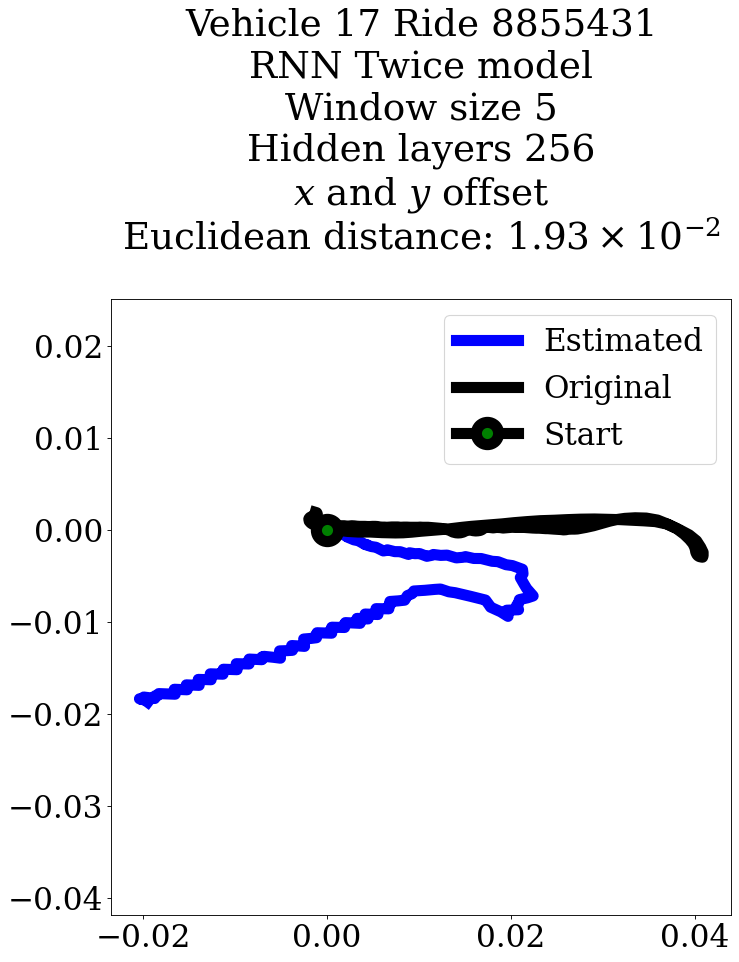 Vehicle 17 Ride 8855431
RNN Twice model
Window size 5
Hidden layers 256
x and y offset
Euclidean distance: 1.93 × 10⁻²
Estimated
Original
Start
0.02
0.01
0.00
−0.01
−0.02
−0.03
−0.04
−0.02 0.00 0.02 0.04